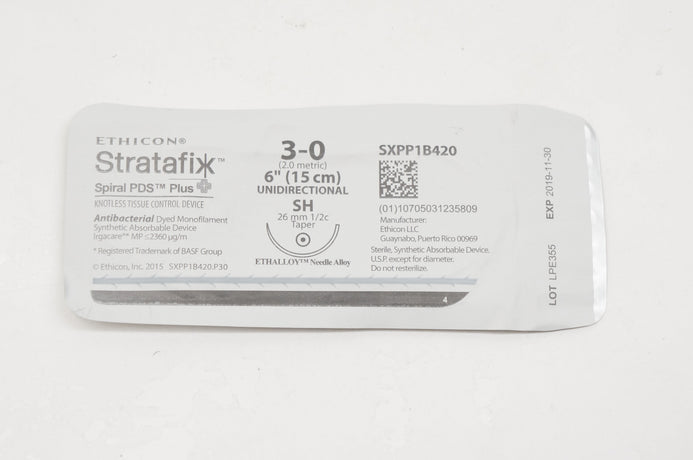 ETHICON®
Stratafix™
Spiral PDS™ Plus
KNOTLESS TISSUE CONTROL DEVICE
Antibacterial Dyed Monofilament
Synthetic Absorbable Device
Irgacare®* MP ≤2360 µg/m
* Registered Trademark of BASF Group
© Ethicon, Inc. 2015 SXPP1B420.P30
3-0
(2.0 metric)
6" (15 cm)
UNIDIRECTIONAL
SH
26 mm 1/2c
Taper
ETHALLOY™ Needle Alloy
SXPP1B420
(01)10705031235809
Manufacturer:
Ethicon LLC
Guaynabo, Puerto Rico 00969
Sterile, Synthetic Absorbable Device.
U.S.P. except for diameter.
Do not resterilize.
4
LOT LPE355 EXP 2019-11-30